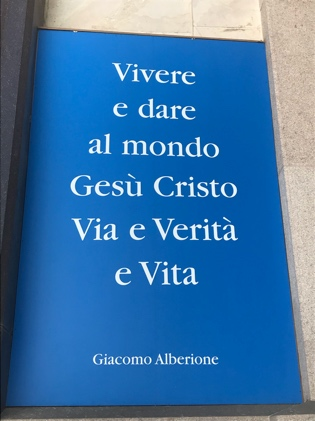 Vivere
e dare
al mondo
Gesù Cristo
Via e Verità
e Vita
Giacomo Alberione